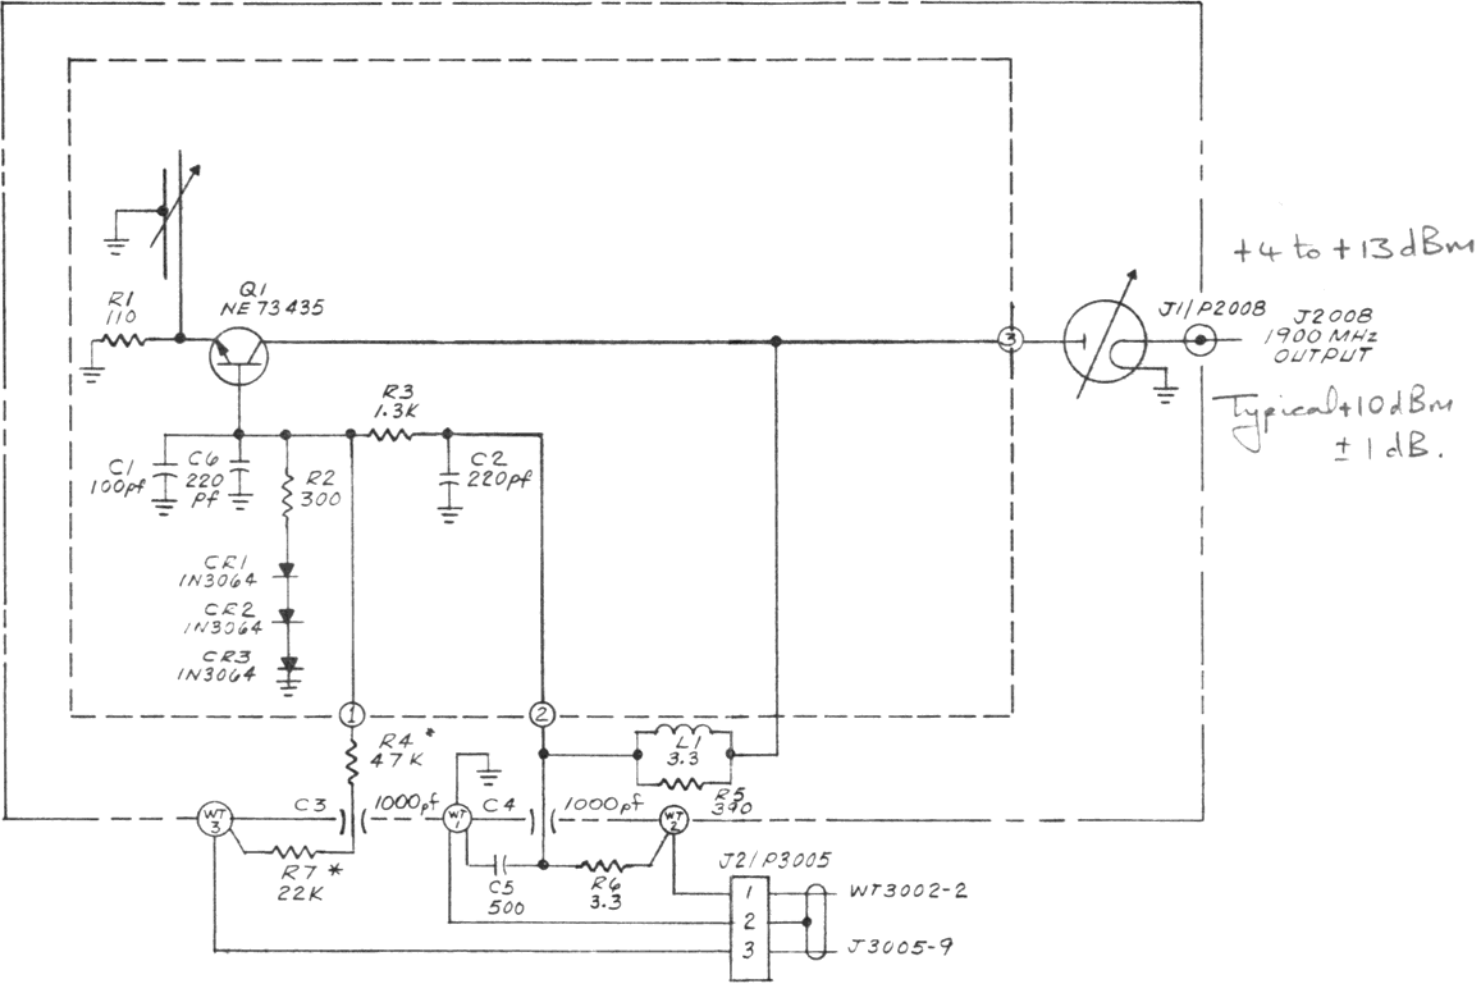 +4 to +13dBm
Q1
NE73435
R1
110
J1/P2008
J2008
1900 MHz
OUTPUT
3
R3
1.3K
Typical +10dBm
± 1dB.
C1
100pf
C6
220
pf
R2
300
C2
220pf
CR1
1N3064
CR2
1N3064
CR3
1N3064
1
2
R4*
47K
L1
3.3
R5
390
C3
1000pf
C4
1000pf
WT
3
WT
1
WT
2
R7*
22K
C5
500
R6
3.3
J2/P3005
1
2
3
WT3002-2
J3005-9